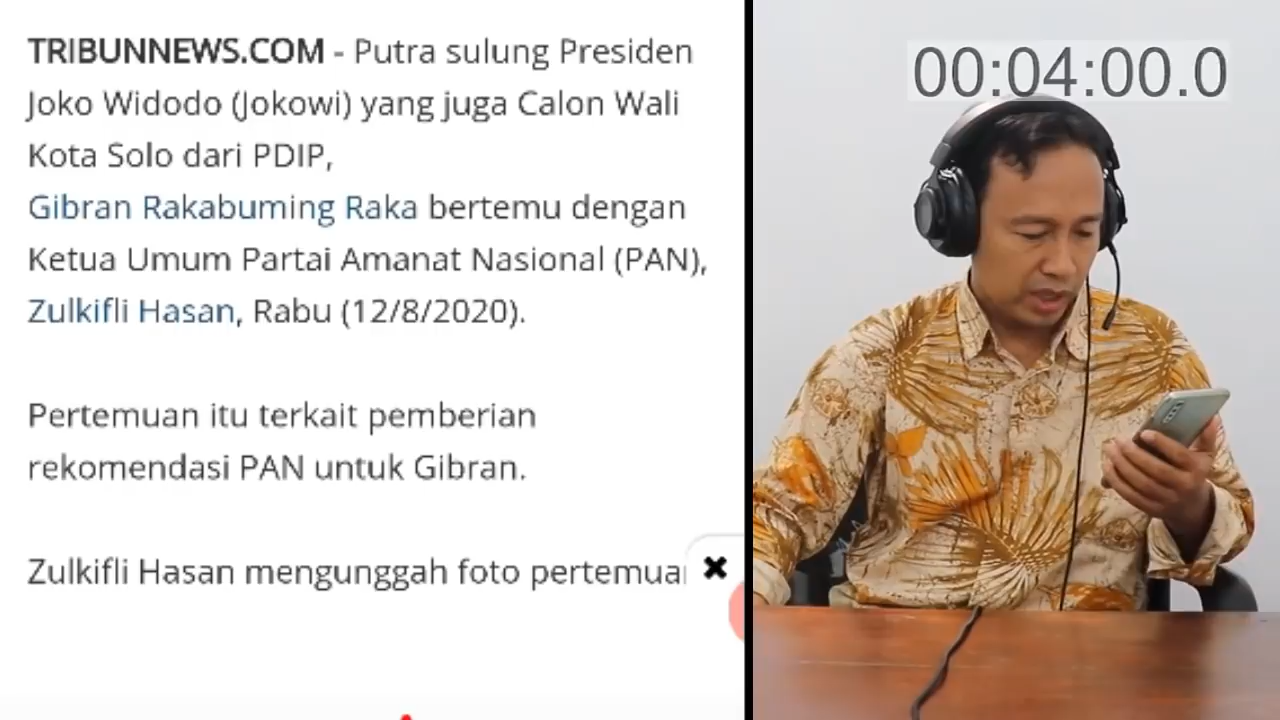 TRIBUNNEWS.COM - Putra sulung Presiden
Joko Widodo (Jokowi) yang juga Calon Wali
Kota Solo dari PDIP,
Gibran Rakabuming Raka bertemu dengan
Ketua Umum Partai Amanat Nasional (PAN),
Zulkifli Hasan, Rabu (12/8/2020).
Pertemuan itu terkait pemberian
rekomendasi PAN untuk Gibran.
Zulkifli Hasan mengunggah foto
00:04:00.0